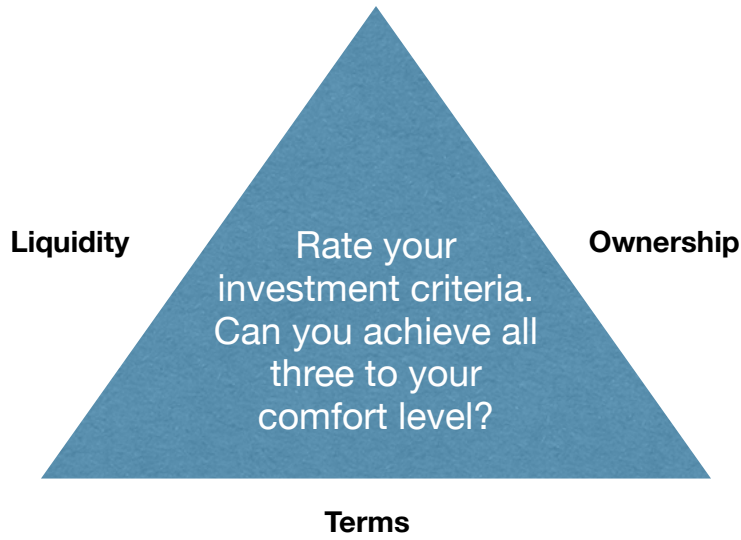 Liquidity
Ownership
Rate your
investment criteria.
Can you achieve all
three to your
comfort level?
Terms